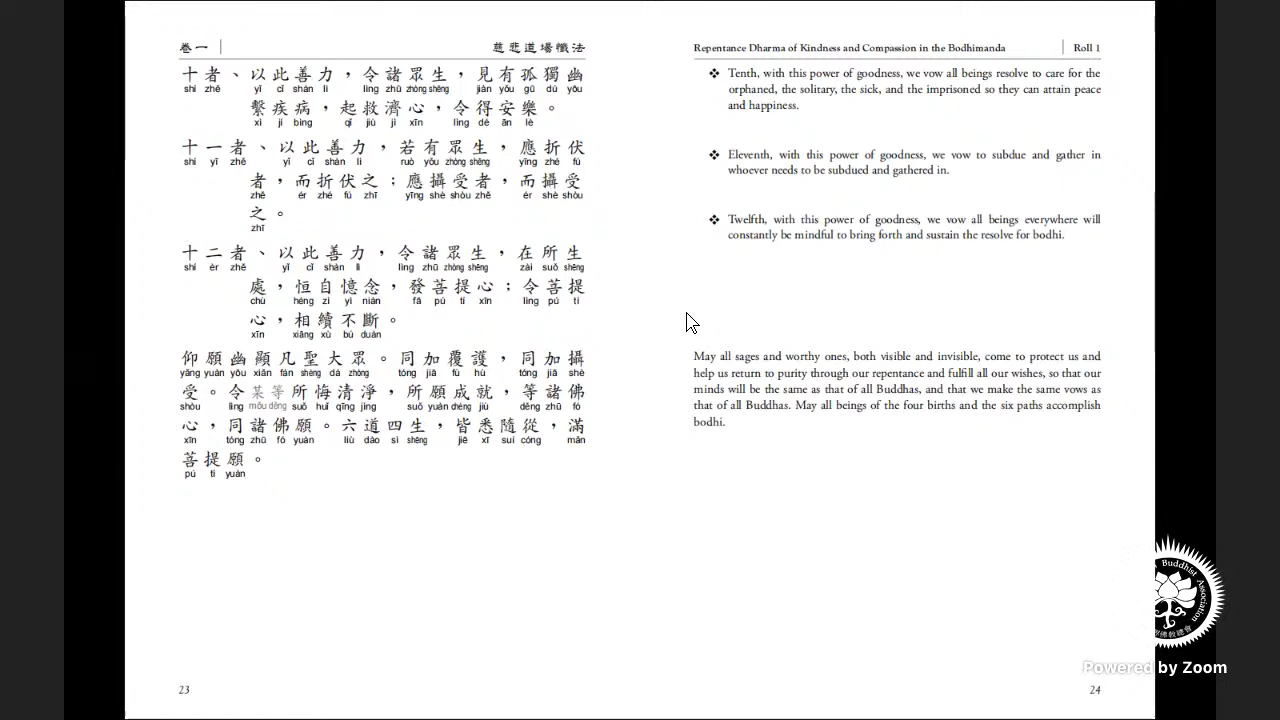 卷一
慈悲道場懺法
十者、以此善力，令諸眾生，見有孤獨幽
shí zhě yǐ cǐ shàn lì lìng zhū zhòng shēng jiàn yǒu gū dú yōu
繫疾病，起救濟心，令得安樂。
xì jí bìng qǐ jiù jì xīn lìng dé ān lè
十一者、以此善力，若有眾生，應折伏
shí yī zhě yǐ cǐ shàn lì ruò yǒu zhòng shēng yīng zhé fú
者，而折伏之；應攝受者，而攝受
zhě ér zhé fú zhī yīng shè shòu zhě ér shè shòu
之。
zhī
十二者、以此善力，令諸眾生，在所生
shí èr zhě yǐ cǐ shàn lì lìng zhū zhòng shēng zài suǒ shēng
處，恒自憶念，發菩提心；令菩提
chù héng zì yì niàn fā pú tí xīn lìng pú tí
心，相續不斷。
xīn xiāng xù bú duàn
仰願幽顯凡聖大眾。同加覆護，同加攝
yǎng yuàn yōu xiǎn fán shèng dà zhòng tóng jiā fù hù tóng jiā shè
受。令某等所悔清淨，所願成就，等諸佛
shòu lìng mǒu děng suǒ huǐ qīng jìng suǒ yuàn chéng jiù děng zhū fó
心，同諸佛願。六道四生，皆悉隨從，滿
xīn tóng zhū fó yuàn liù dào sì shēng jiē xī suí cóng mǎn
菩提願。
pú tí yuàn
23
Repentance Dharma of Kindness and Compassion in the Bodhimanda
Roll 1
❖ Tenth, with this power of goodness, we vow all beings resolve to care for the
orphaned, the solitary, the sick, and the imprisoned so they can attain peace
and happiness.
❖ Eleventh, with this power of goodness, we vow to subdue and gather in
whoever needs to be subdued and gathered in.
❖ Twelfth, with this power of goodness, we vow all beings everywhere will
constantly be mindful to bring forth and sustain the resolve for bodhi.
May all sages and worthy ones, both visible and invisible, come to protect us and
help us return to purity through our repentance and fulfill all our wishes, so that our
minds will be the same as that of all Buddhas, and that we make the same vows as
that of all Buddhas. May all beings of the four births and the six paths accomplish
bodhi.
24
Buddhist Association
Powered by Zoom